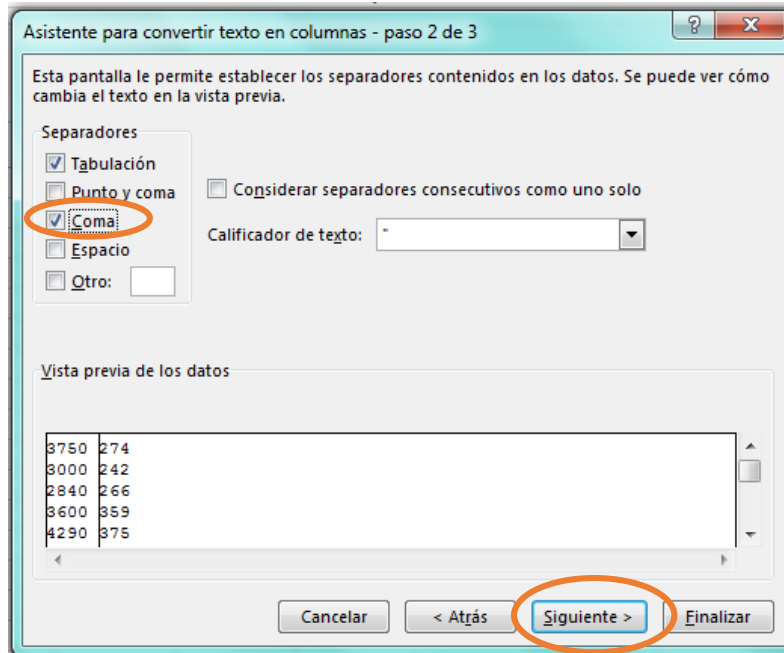 Asistente para convertir texto en columnas - paso 2 de 3
Esta pantalla le permite establecer los separadores contenidos en los datos. Se puede ver cómo
cambia el texto en la vista previa.
Separadores
Tabulación
Punto y coma
Coma
Espacio
Otro:
Considerar separadores consecutivos como uno solo
Calificador de texto: "
Vista previa de los datos
3750 274
3000 242
2840 266
3600 359
4290 375
Cancelar < Atrás Siguiente > Finalizar